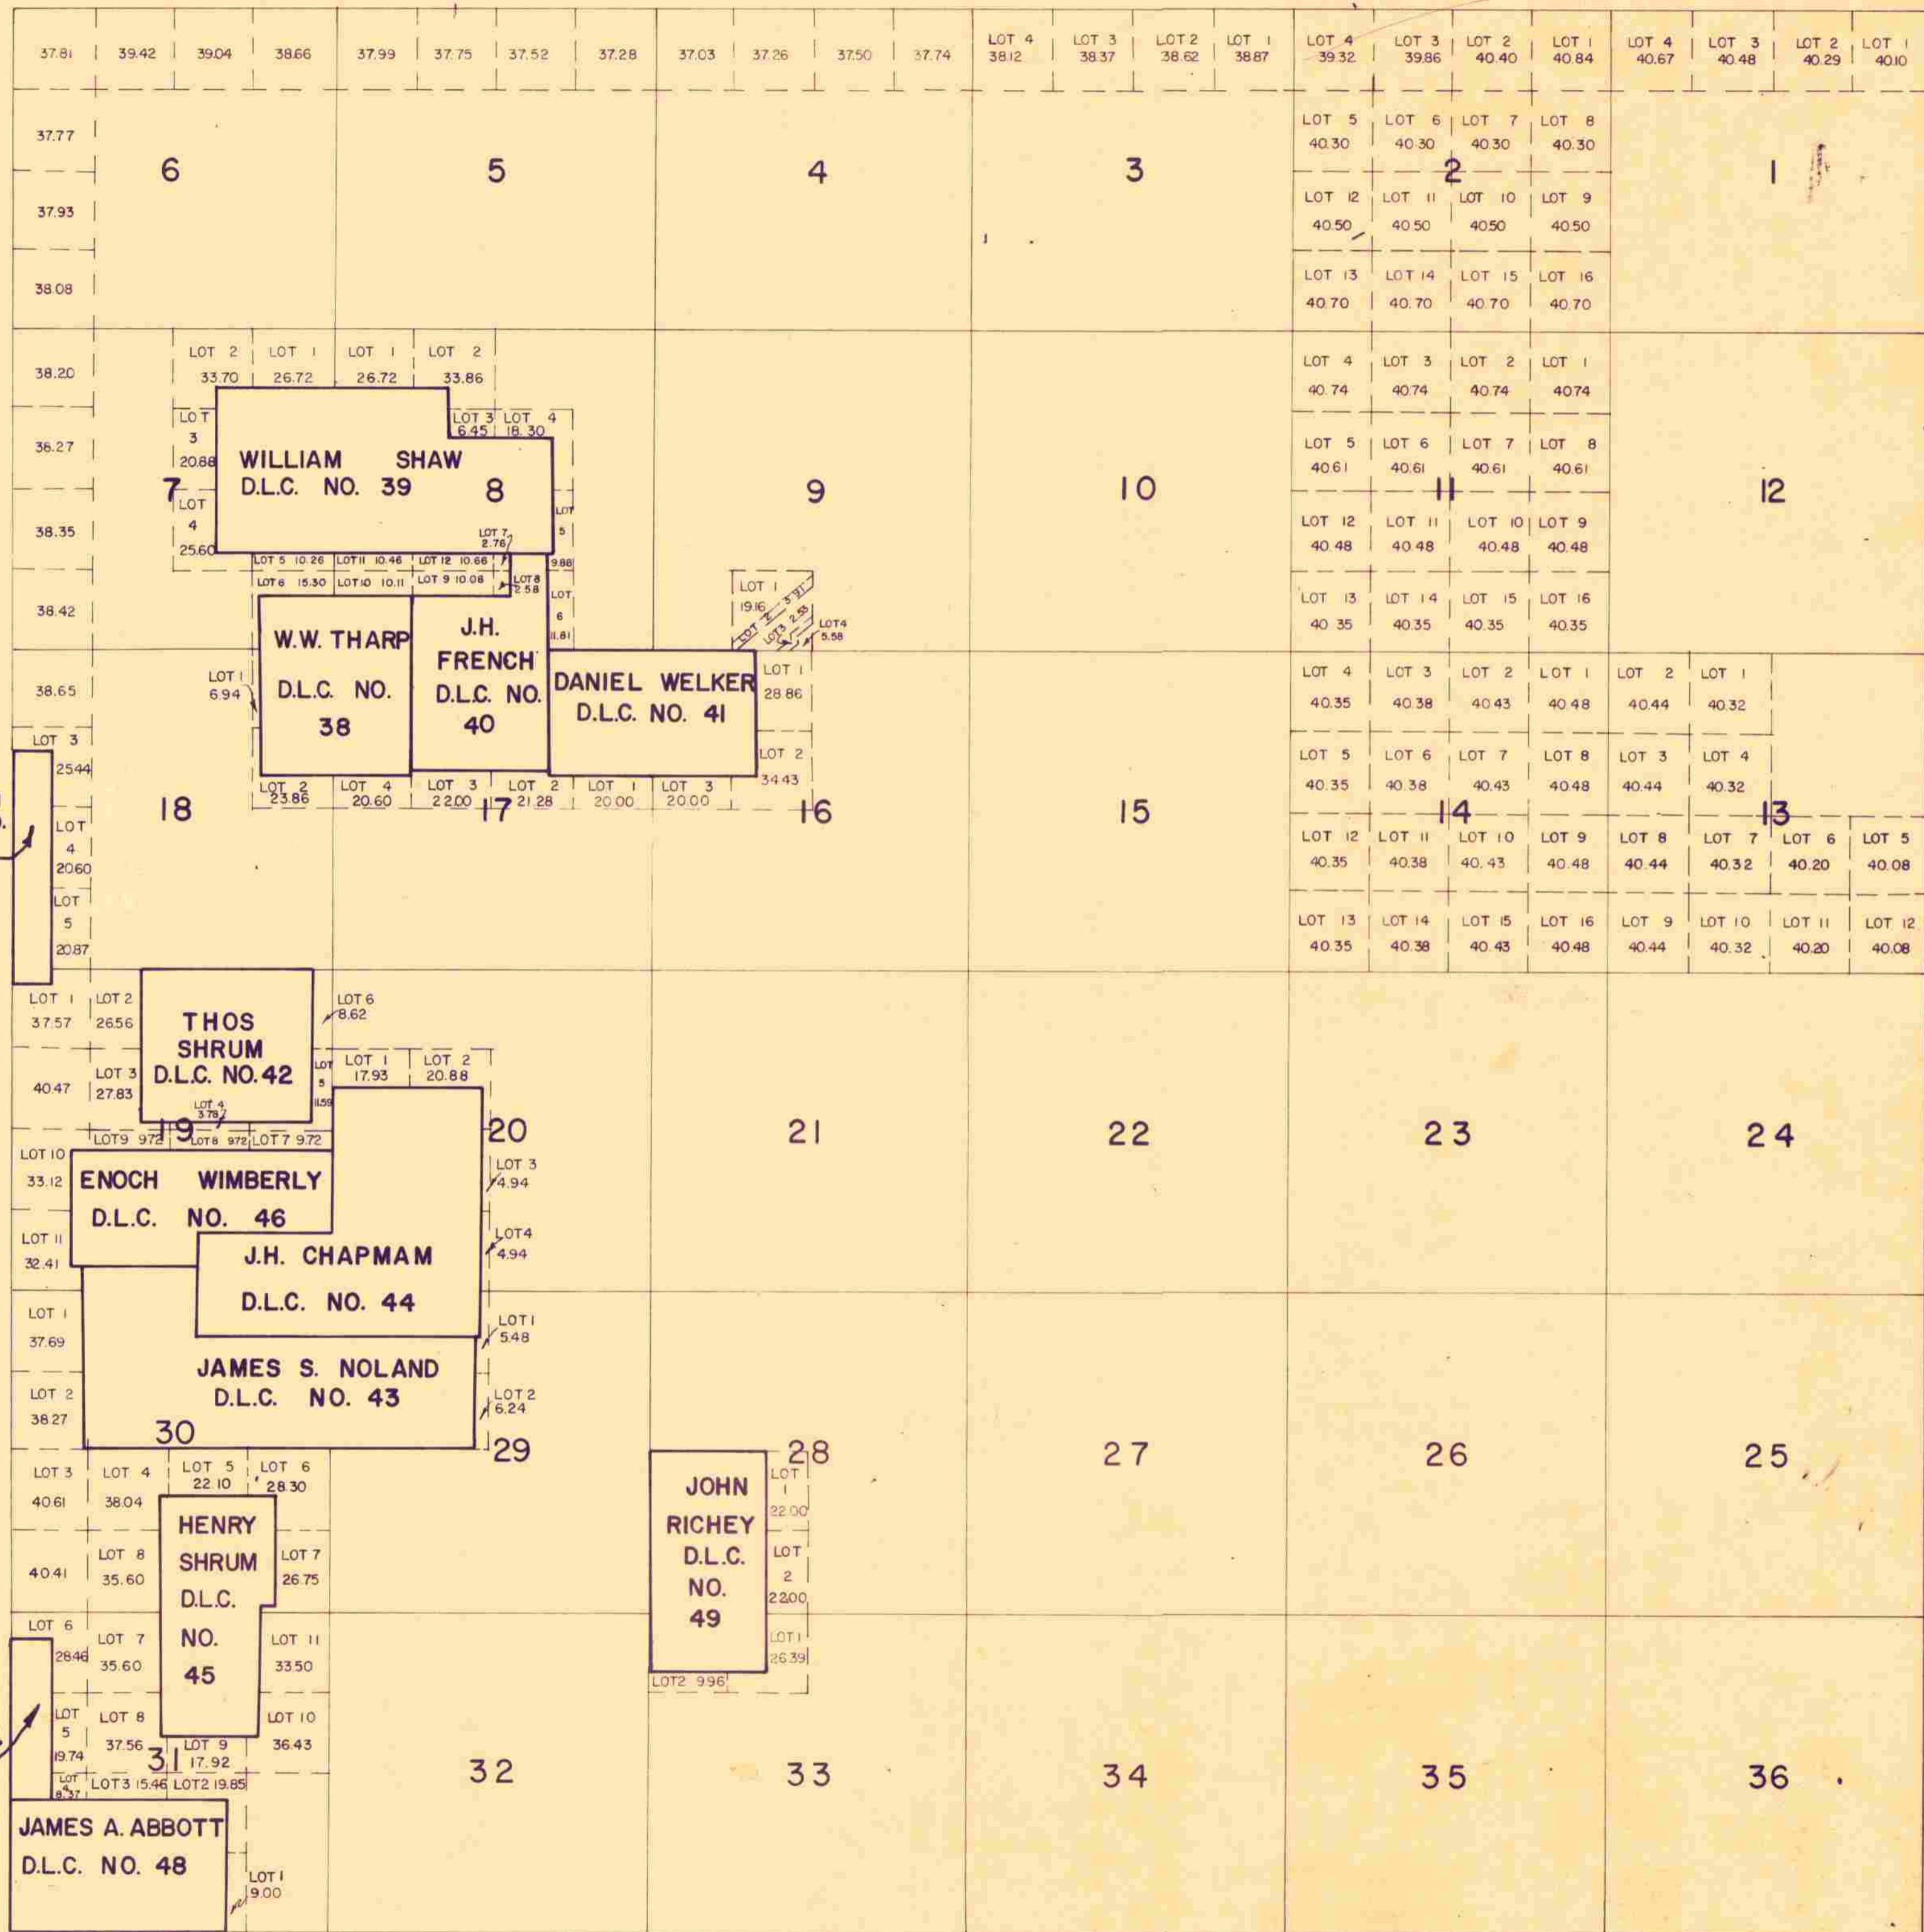 37.81 39.42 39.04 38.66 37.99 37.75 37.52 37.28 37.03 37.26 37.50 37.74
LOT 4 LOT 3 LOT 2 LOT 1
38.12 38.37 38.62 38.87
LOT 4 LOT 3 LOT 2 LOT 1
39.32 39.86 40.40 40.84
LOT 4 LOT 3 LOT 2 LOT 1
40.67 40.48 40.29 40.10
37.77
37.93
38.08
6
5
4
3
LOT 5 LOT 6 LOT 7 LOT 8
40.30 40.30 40.30 40.30
2
LOT 12 LOT 11 LOT 10 LOT 9
40.50 40.50 40.50 40.50
LOT 13 LOT 14 LOT 15 LOT 16
40.70 40.70 40.70 40.70
1
38.20
36.27
38.35
38.42
LOT 2 LOT 1 LOT 1 LOT 2
33.70 26.72 26.72 33.86
LOT
3
20.88
LOT 3 LOT 4
6.45 18.30
WILLIAM SHAW
D.L.C. NO. 39
7
8
LOT
4
25.60
LOT 7
2.76
LOT
5
9.88
LOT 5 10.26 LOT 11 10.46 LOT 12 10.66
LOT 6 15.30 LOT 10 10.11 LOT 9 10.08
LOT 8
2.58
LOT
6
11.61
9
LOT 1
19.16
LOT 2 3.91
LOT 3 2.53
LOT 4
5.58
10
LOT 4 LOT 3 LOT 2 LOT 1
40.74 40.74 40.74 40.74
LOT 5 LOT 6 LOT 7 LOT 8
40.61 40.61 40.61 40.61
11
LOT 12 LOT 11 LOT 10 LOT 9
40.48 40.48 40.48 40.48
LOT 13 LOT 14 LOT 15 LOT 16
40 35 40.35 40.35 40.35
12
38.65
LOT 3
25.44
LOT
4
20.60
LOT
5
20.87
LOT 1
6.94
W.W. THARP
D.L.C. NO.
38
J.H.
FRENCH
D.L.C. NO.
40
DANIEL WELKER
D.L.C. NO. 41
LOT 1
28.86
LOT 2
34.43
LOT 2 LOT 4 LOT 3 LOT 2 LOT 1 LOT 3
23.86 20.60 22.00 21.28 20.00 20.00
18
17
16
15
LOT 4 LOT 3 LOT 2 LOT 1 LOT 2 LOT 1
40.35 40.38 40.43 40.48 40.44 40.32
LOT 5 LOT 6 LOT 7 LOT 8 LOT 3 LOT 4
40.35 40.38 40.43 40.48 40.44 40.32
14
13
LOT 12 LOT 11 LOT 10 LOT 9 LOT 8 LOT 7 LOT 6 LOT 5
40.35 40.38 40.43 40.48 40.44 40.32 40.20 40.08
LOT 13 LOT 14 LOT 15 LOT 16 LOT 9 LOT 10 LOT 11 LOT 12
40.35 40.38 40.43 40.48 40.44 40.32 40.20 40.08
LOT 1 LOT 2
37.57 26.56
THOS
SHRUM
D.L.C. NO. 42
LOT 6
8.62
40.47
LOT 3
27.83
LOT 4
3.78
LOT
5
11.59
LOT 1 LOT 2
17.93 20.88
19
20
LOT 9 9.72 LOT 8 9.72 LOT 7 9.72
LOT 10
33.12
ENOCH WIMBERLY
D.L.C. NO. 46
LOT 3
4.94
LOT 11
32.41
LOT 4
4.94
J.H. CHAPMAM
D.L.C. NO. 44
21
22
23
24
LOT 1
37.69
LOT 1
5.48
JAMES S. NOLAND
D.L.C. NO. 43
LOT 2
38.27
LOT 2
6.24
30
29
28
27
26
25
LOT 3 LOT 4 LOT 5 LOT 6
40.61 38.04 22.10 28.30
HENRY
SHRUM
D.L.C.
NO.
45
40.41
LOT 8
35.60
LOT 7
26.75
JOHN
RICHEY
D.L.C.
NO.
49
LOT
1
22.00
LOT
2
22.00
LOT 1
26.39
LOT 2 9.96
LOT 6
28.46
LOT 7
35.60
LOT 11
33.50
LOT
5
19.74
LOT 8
37.56
LOT 9
17.92
LOT 10
36.43
31
LOT
4
8.37
LOT 3 15.46 LOT 2 19.85
JAMES A. ABBOTT
D.L.C. NO. 48
LOT 1
9.00
32
33
34
35
36